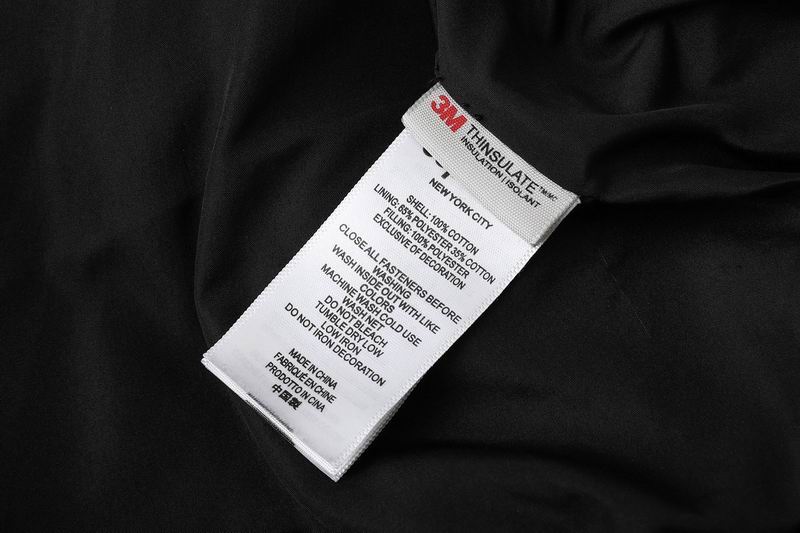 3M THINSULATE™/MC
INSULATION | ISOLANT
NEW YORK CITY
SHELL: 100% COTTON
LINING: 65% POLYESTER 35% COTTON
FILLING: 100% POLYESTER
EXCLUSIVE OF DECORATION
CLOSE ALL FASTENERS BEFORE
WASHING
WASH INSIDE OUT WITH LIKE
COLORS
MACHINE WASH COLD USE
WASH NET
DO NOT BLEACH
TUMBLE DRY LOW
LOW IRON
DO NOT IRON DECORATION
MADE IN CHINA
FABRIQUÉ EN CHINE
PRODOTTO IN CINA
中国製